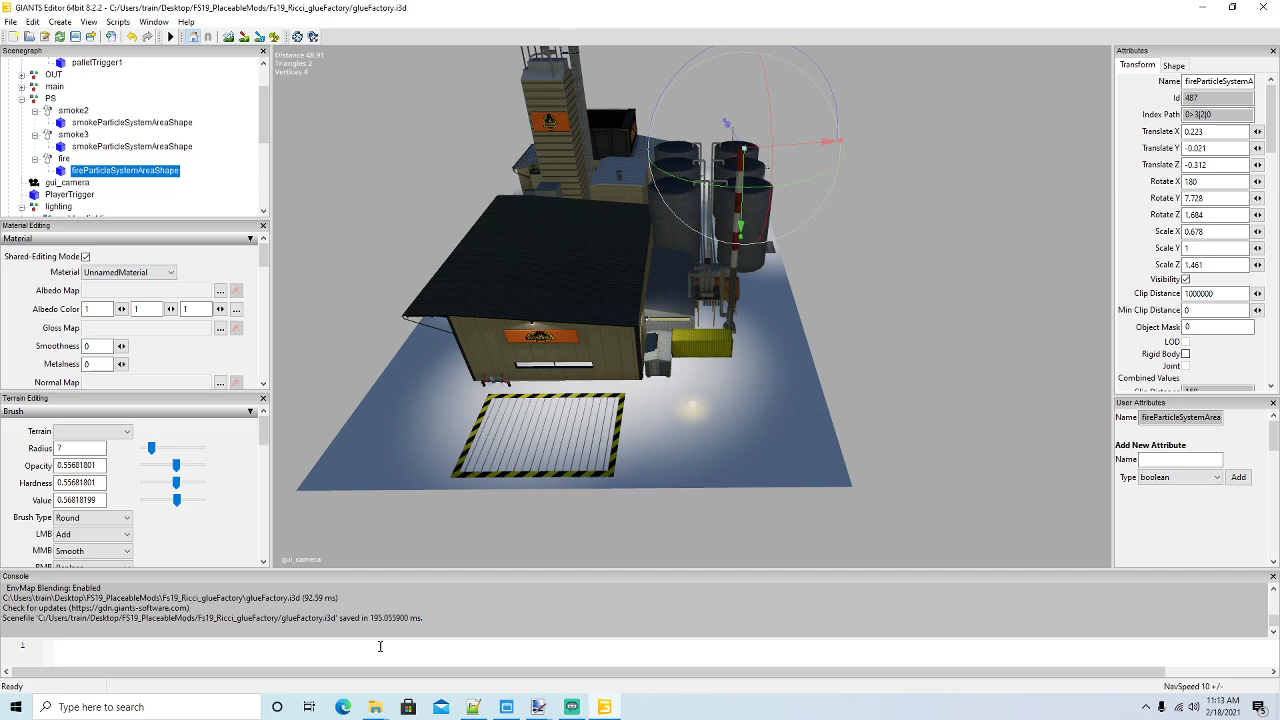 GIANTS Editor 64bit 8.2.2 - C:/Users/train/Desktop/FS19_PlaceableMods/Fs19_Ricci_glueFactory/glueFactory.i3d
File Edit Create View Scripts Window Help
Scenegraph
palletTrigger1
OUT
main
PS
smoke2
smokeParticleSystemAreaShape
smoke3
smokeParticleSystemAreaShape
fire
fireParticleSystemAreaShape
gui_camera
PlayerTrigger
lighting
Material Editing
Material
Shared-Editing Mode
Material UnnamedMaterial
Albedo Map ...
Albedo Color 1 1 1 ...
Gloss Map ...
Smoothness 0
Metalness 0
Normal Map ...
Terrain Editing
Brush
Terrain
Radius 7
Opacity 0.55681801
Hardness 0.55681801
Value 0.56818199
Brush Type Round
LMB Add
MMB Smooth
Distance 48.91
Triangles 2
Vertices 4
gui_camera
Attributes
Transform Shape
Name fireParticleSystemA
Id 487
Index Path 0>3|2|0
Translate X 0.223
Translate Y -0.021
Translate Z -0.312
Rotate X 180
Rotate Y 7.728
Rotate Z 1.684
Scale X 0.678
Scale Y 1
Scale Z 1.461
Visibility
Clip Distance 1000000
Min Clip Distance 0
Object Mask 0
LOD
Rigid Body
Joint
Combined Values
User Attributes
Name fireParticleSystemArea
Add New Attribute
Name
Type boolean Add
Console
EnvMap Blending: Enabled
C:\Users\train\Desktop\FS19_PlaceableMods\Fs19_Ricci_glueFactory\glueFactory.i3d (92.59 ms)
Check for updates (https://gdn.giants-software.com)
Scenefile 'C:/Users/train/Desktop/FS19_PlaceableMods/Fs19_Ricci_glueFactory/glueFactory.i3d' saved in 195.055900 ms.
1
Ready
NavSpeed 10 +/-
Type here to search
11:13 AM
2/18/2021